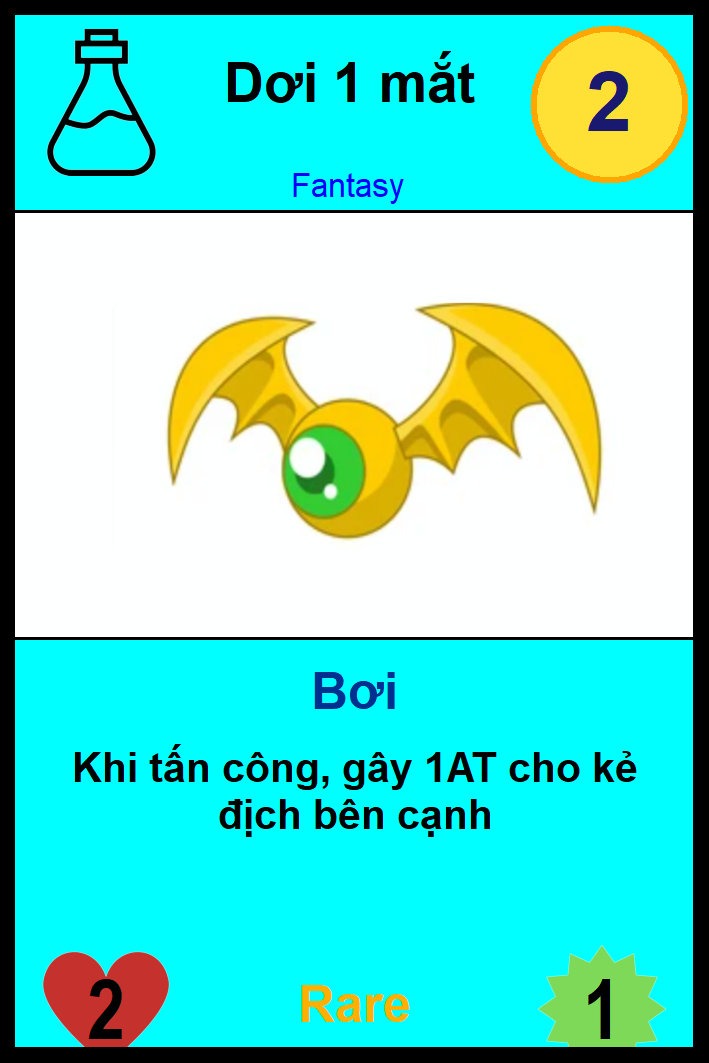 Dơi 1 mắt
2
Fantasy
Bơi
Khi tấn công, gây 1AT cho kẻ
địch bên cạnh
2
Rare
1